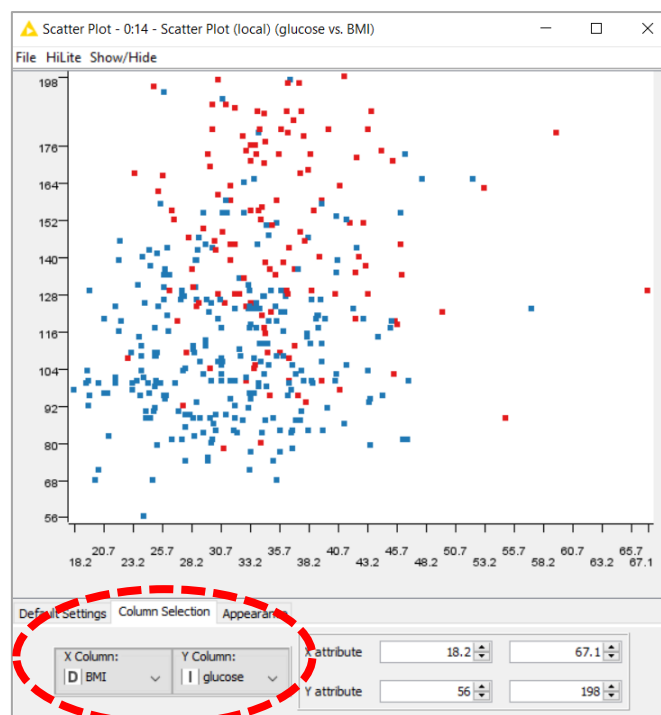 Scatter Plot - 0:14 - Scatter Plot (local) (glucose vs. BMI)
File HiLite Show/Hide
198
176
164
152
140
128
116
104
92
80
68
56
20.7 25.7 30.7 35.7 40.7 45.7 50.7 55.7 60.7 65.7
18.2 23.2 28.2 33.2 38.2 43.2 48.2 53.2 58.2 63.2 67.1
Default Settings Column Selection Appearance
X Column: Y Column: X attribute 18.2 67.1
D BMI I glucose
Y attribute 56 198